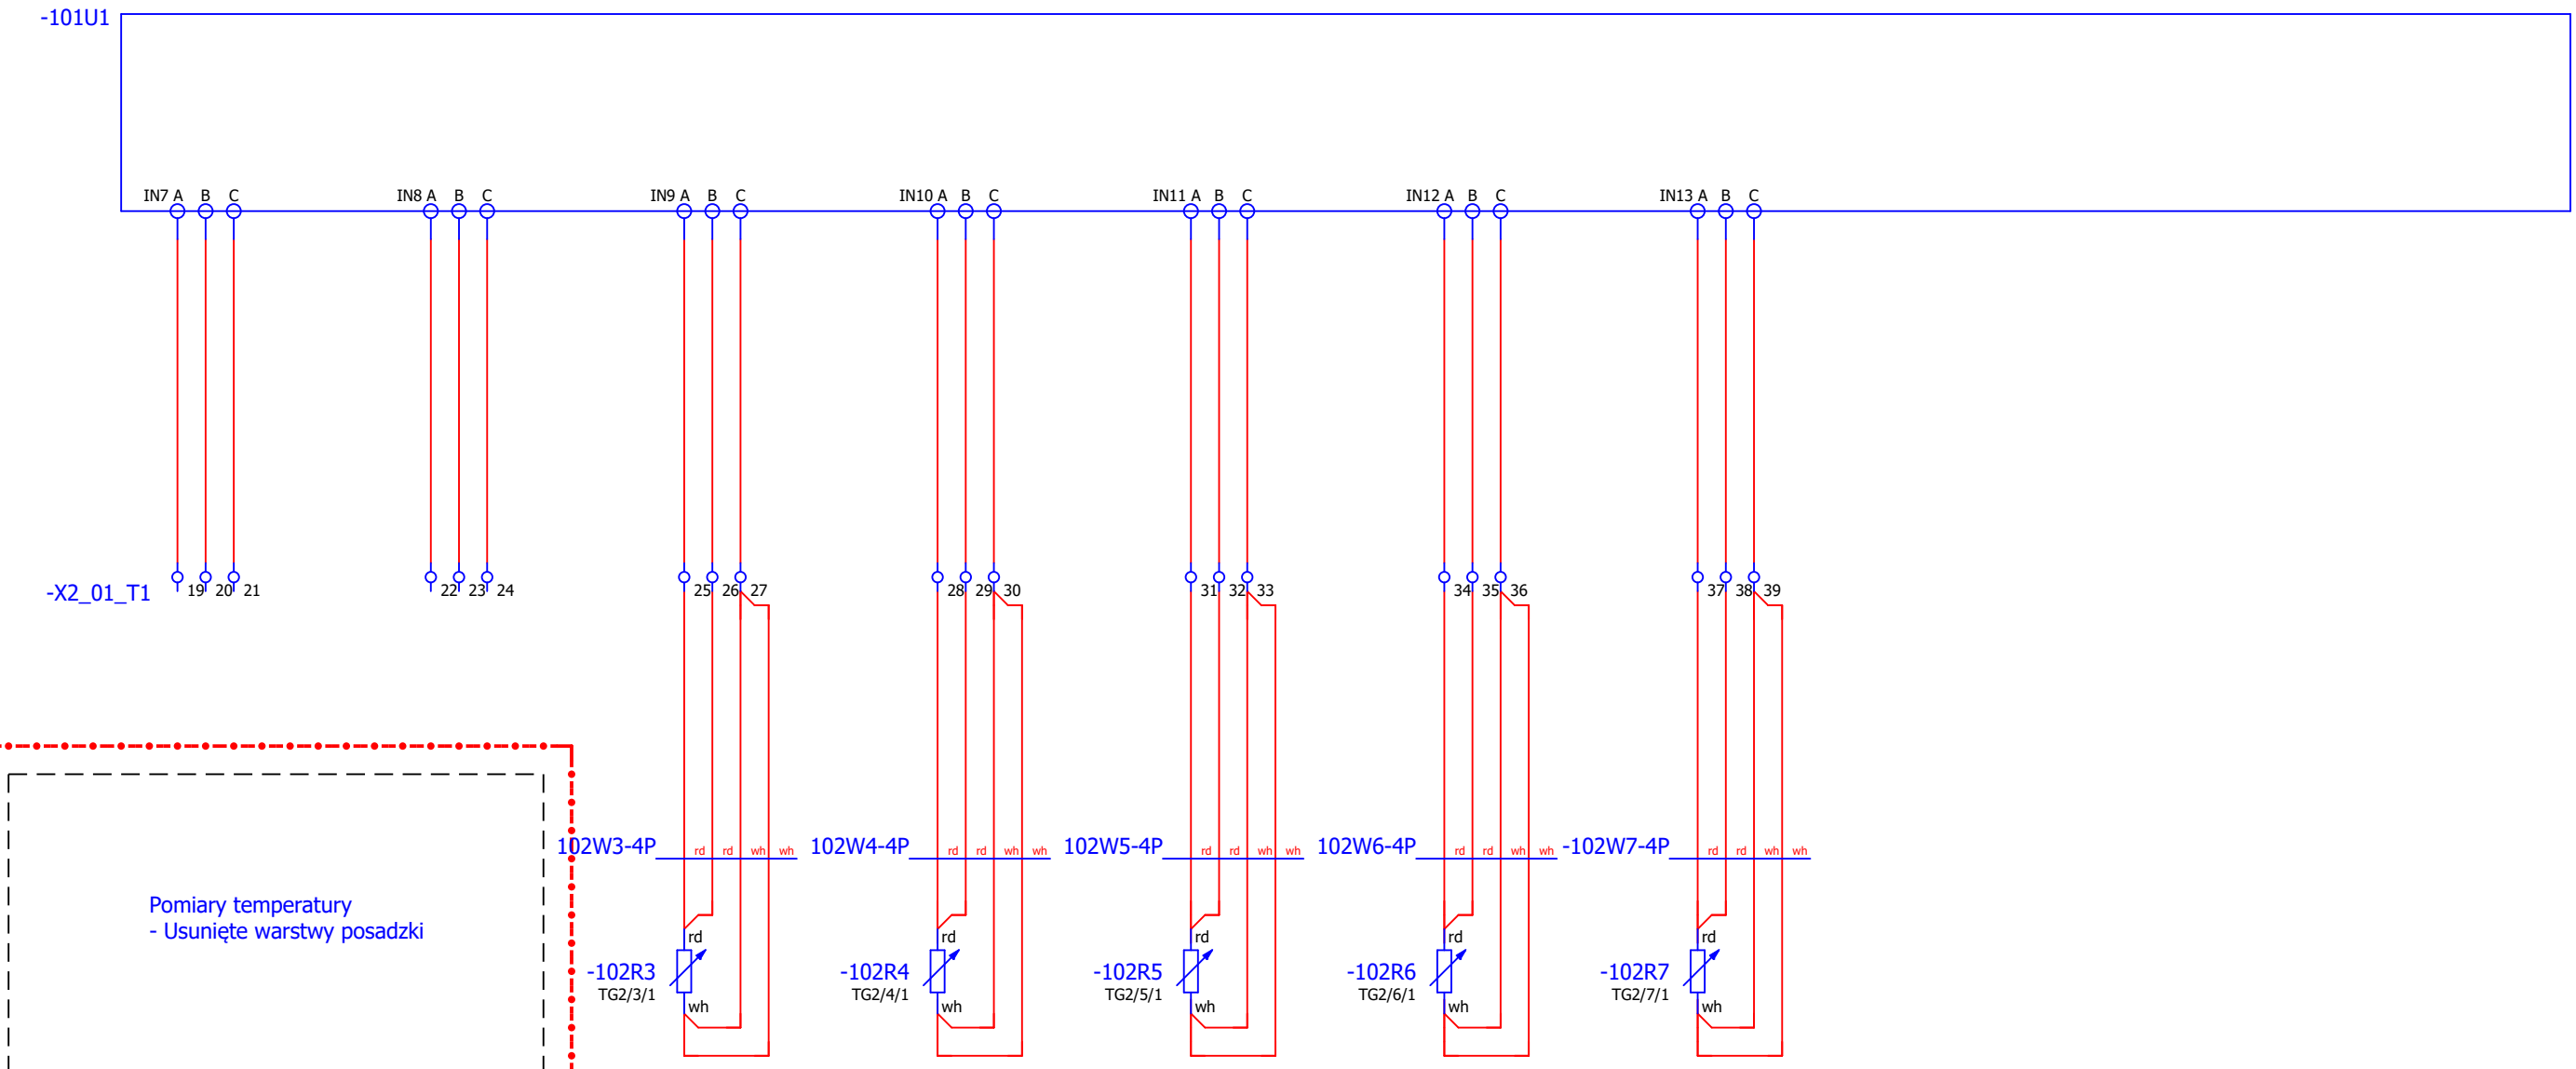 -101U1
IN7 A B C IN8 A B C IN9 A B C IN10 A B C IN11 A B C IN12 A B C IN13 A B C
-X2_01_T1 19 20 21 22 23 24 25 26 27 28 29 30 31 32 33 34 35 36 37 38 39
102W3-4P rd rd wh wh 102W4-4P rd rd wh wh 102W5-4P rd rd wh wh 102W6-4P rd rd wh wh -102W7-4P rd rd wh wh
Pomiary temperatury
- Usunięte warstwy posadzki
rd rd rd rd rd
-102R3 -102R4 -102R5 -102R6 -102R7
TG2/3/1 TG2/4/1 TG2/5/1 TG2/6/1 TG2/7/1
wh wh wh wh wh